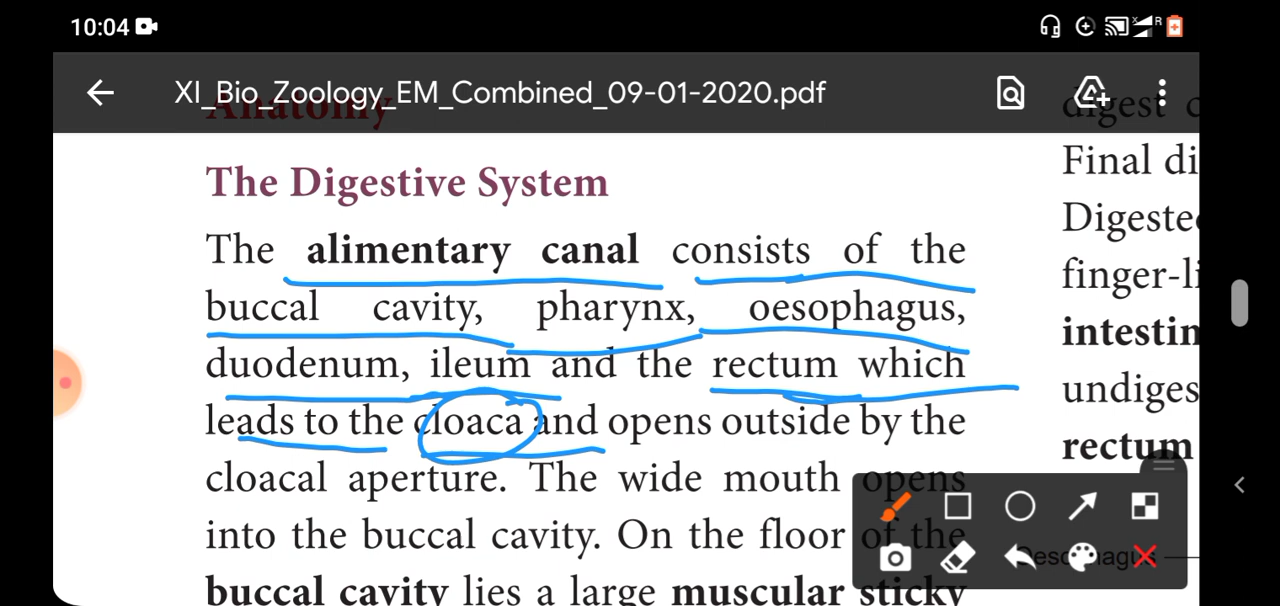 10:04
R
XI_Bio_Zoology_EM_Combined_09-01-2020.pdf
Anatomy
The Digestive System
The alimentary canal consists of the
buccal cavity, pharynx, oesophagus,
duodenum, ileum and the rectum which
leads to the cloaca and opens outside by the
cloacal aperture. The wide mouth opens
into the buccal cavity. On the floor of the
buccal cavity lies a large muscular sticky
digest
Final di
Digeste
finger-li
intestin
undiges
rectum
Oesophagus